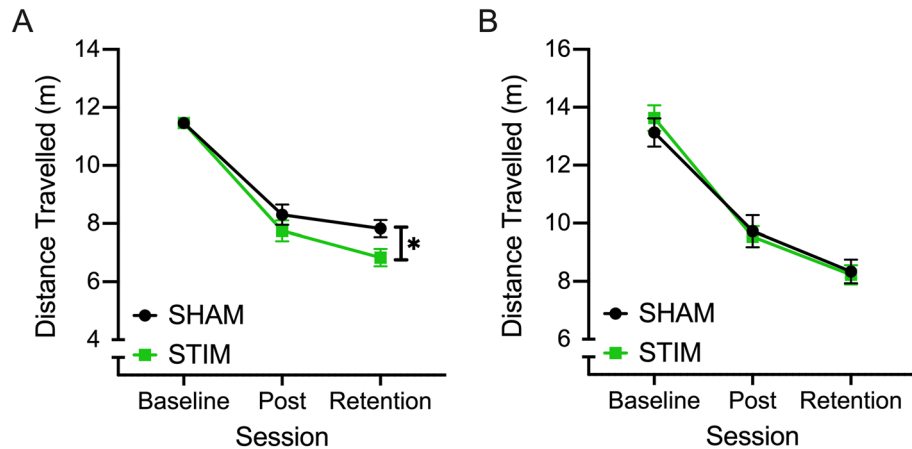 A
14
12
10
8
6
4
Distance Travelled (m)
SHAM
STIM
*
Baseline Post Retention
Session
B
16
14
12
10
8
6
Distance Travelled (m)
SHAM
STIM
Baseline Post Retention
Session